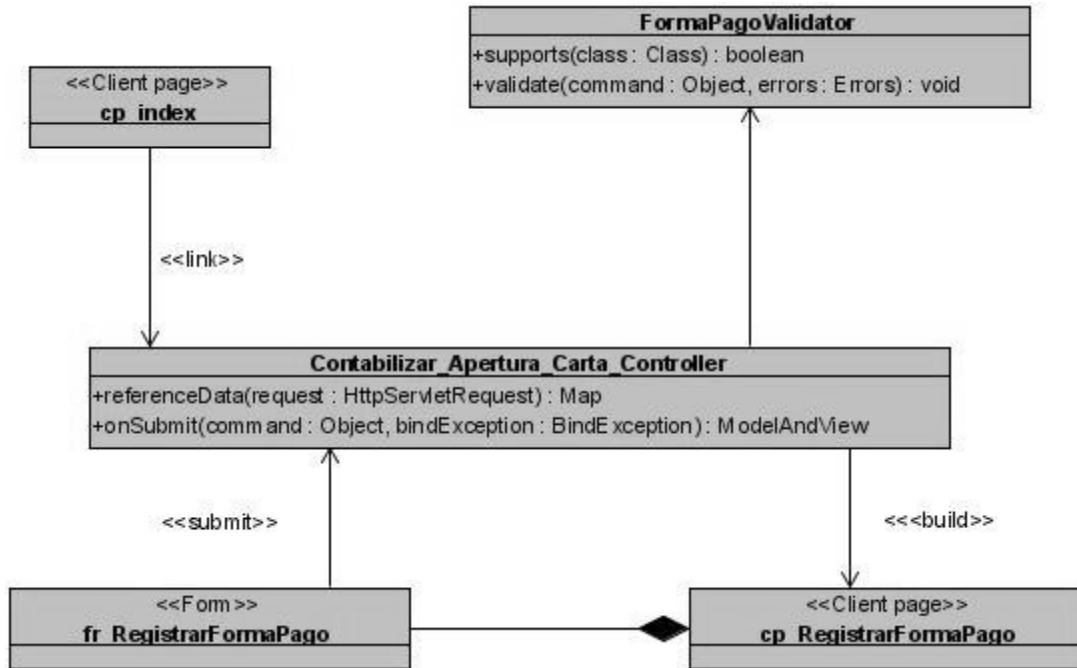 FormaPagoValidator
+supports(class : Class) : boolean
+validate(command : Object, errors : Errors) : void
<<Client page>>
cp_index
<<link>>
Contabilizar_Apertura_Carta_Controller
+referenceData(request : HttpServletRequest) : Map
+onSubmit(command : Object, bindException : BindException) : ModelAndView
<<submit>>
<<<build>>
<<Form>>
fr_RegistrarFormaPago
<<Client page>>
cp_RegistrarFormaPago